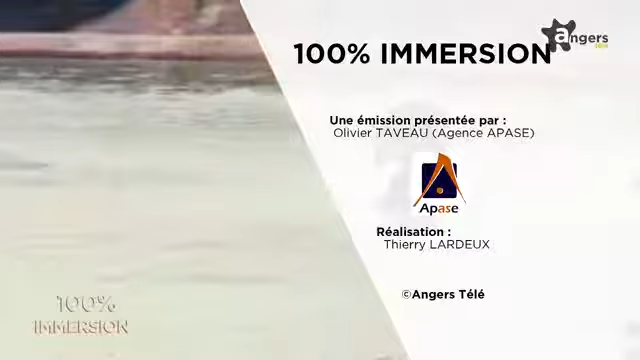 angers
télé
100% IMMERSION
Une émission présentée par :
Olivier TAVEAU (Agence APASE)
Apase
Réalisation :
Thierry LARDEUX
©Angers Télé
100%
IMMERSION